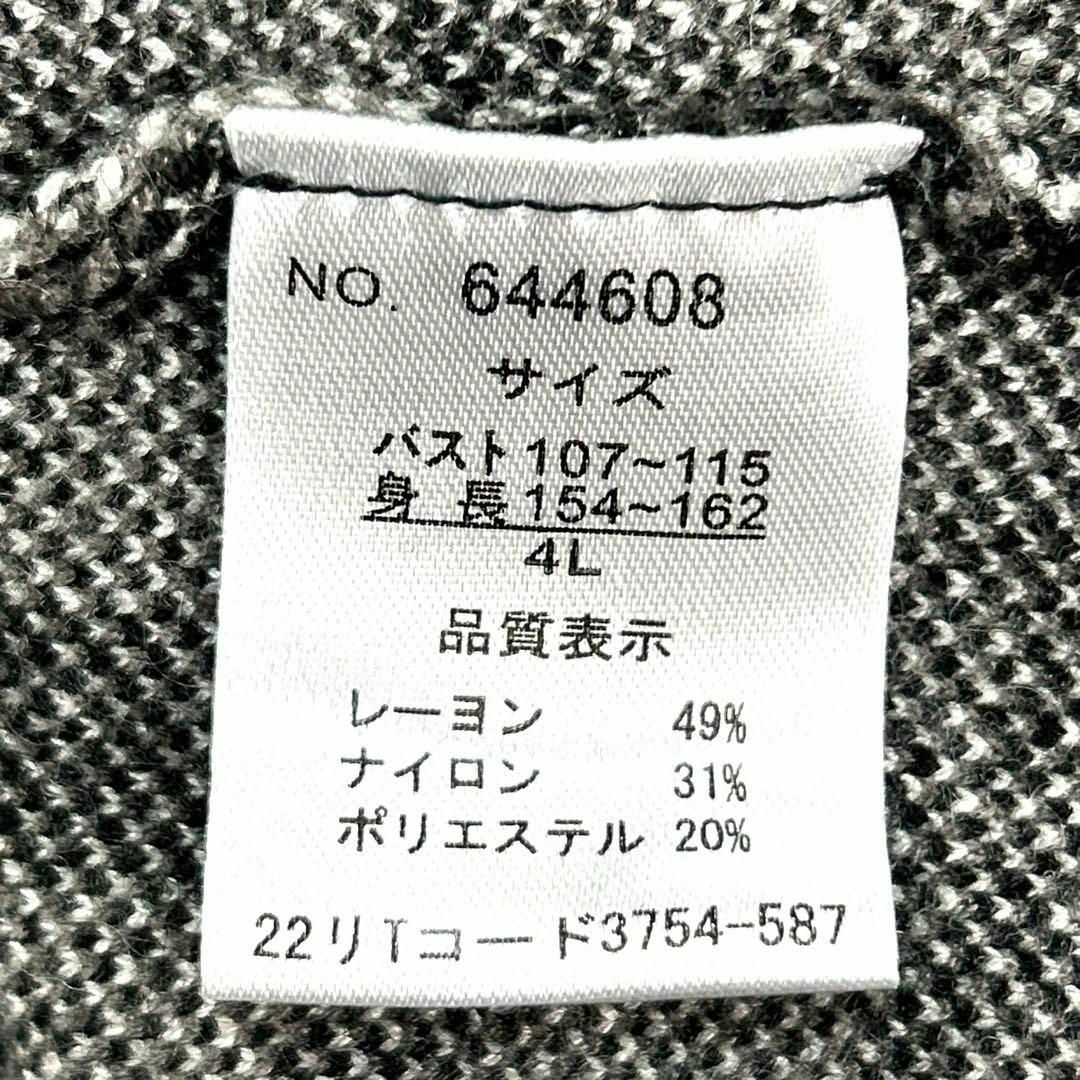 NO. 644608
サイズ
バスト107~115
身長154~162
4L
品質表示
レーヨン 49%
ナイロン 31%
ポリエステル 20%
22リTコード3754-587